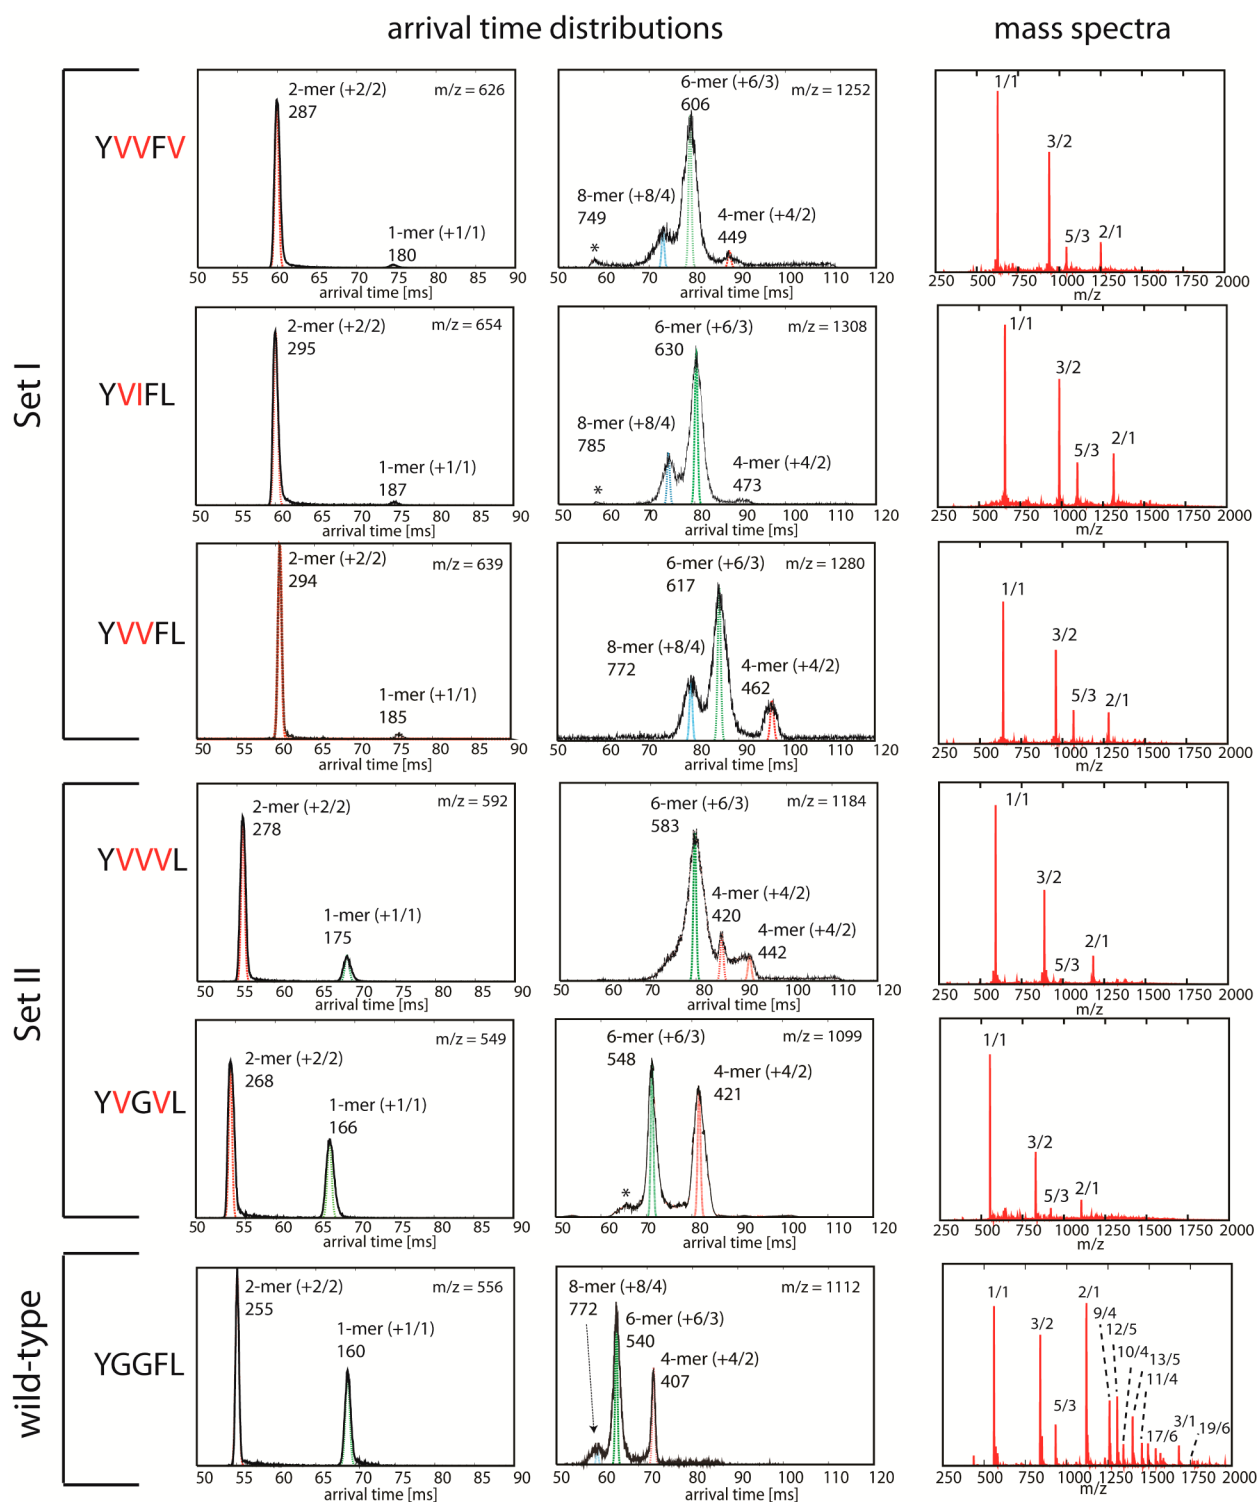 arrival time distributions
mass spectra
Set I
YVVFV
2-mer (+2/2)
287
m/z = 626
1-mer (+1/1)
180
50 55 60 65 70 75 80 85 90
arrival time [ms]
6-mer (+6/3)
606
m/z = 1252
8-mer (+8/4)
749
*
4-mer (+4/2)
449
50 60 70 80 90 100 110 120
arrival time [ms]
1/1
3/2
5/3
2/1
250 500 750 1000 1250 1500 1750 2000
m/z
YVIFL
2-mer (+2/2)
295
m/z = 654
1-mer (+1/1)
187
50 55 60 65 70 75 80 85 90
arrival time [ms]
6-mer (+6/3)
630
m/z = 1308
8-mer (+8/4)
785
*
4-mer (+4/2)
473
50 60 70 80 90 100 110 120
arrival time [ms]
1/1
3/2
5/3
2/1
250 500 750 1000 1250 1500 1750 2000
m/z
YVVFL
2-mer (+2/2)
294
m/z = 639
1-mer (+1/1)
185
50 55 60 65 70 75 80 85 90
arrival time [ms]
6-mer (+6/3)
617
m/z = 1280
8-mer (+8/4)
772
4-mer (+4/2)
462
50 60 70 80 90 100 110 120
arrival time [ms]
1/1
3/2
5/3
2/1
250 500 750 1000 1250 1500 1750 2000
m/z
Set II
YVVVL
2-mer (+2/2)
278
m/z = 592
1-mer (+1/1)
175
50 55 60 65 70 75 80 85 90
arrival time [ms]
6-mer (+6/3)
583
m/z = 1184
4-mer (+4/2)
420
4-mer (+4/2)
442
50 60 70 80 90 100 110 120
arrival time [ms]
1/1
3/2
5/3
2/1
250 500 750 1000 1250 1500 1750 2000
m/z
YVGVL
2-mer (+2/2)
268
m/z = 549
1-mer (+1/1)
166
50 55 60 65 70 75 80 85 90
arrival time [ms]
6-mer (+6/3)
548
m/z = 1099
4-mer (+4/2)
421
*
50 60 70 80 90 100 110 120
arrival time [ms]
1/1
3/2
5/3
2/1
250 500 750 1000 1250 1500 1750 2000
m/z
wild-type
YGGFL
2-mer (+2/2)
255
m/z = 556
1-mer (+1/1)
160
50 55 60 65 70 75 80 85 90
arrival time [ms]
8-mer (+8/4)
772
m/z = 1112
6-mer (+6/3)
540
4-mer (+4/2)
407
50 60 70 80 90 100 110 120
arrival time [ms]
1/1
3/2
5/3
2/1
9/4
12/5
10/4
13/5
11/4
17/6
3/1
19/6
250 500 750 1000 1250 1500 1750 2000
m/z